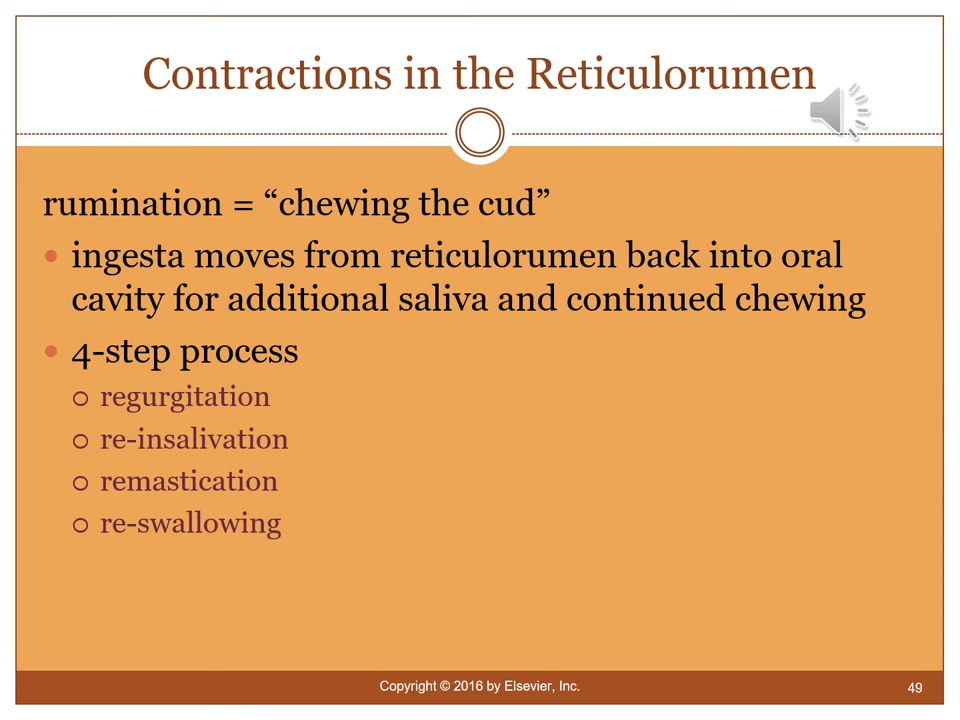 Contractions in the Reticulorumen
rumination = “chewing the cud”
ingesta moves from reticulorumen back into oral
cavity for additional saliva and continued chewing
4-step process
regurgitation
re-insalivation
remastication
re-swallowing
Copyright © 2016 by Elsevier, Inc.
49